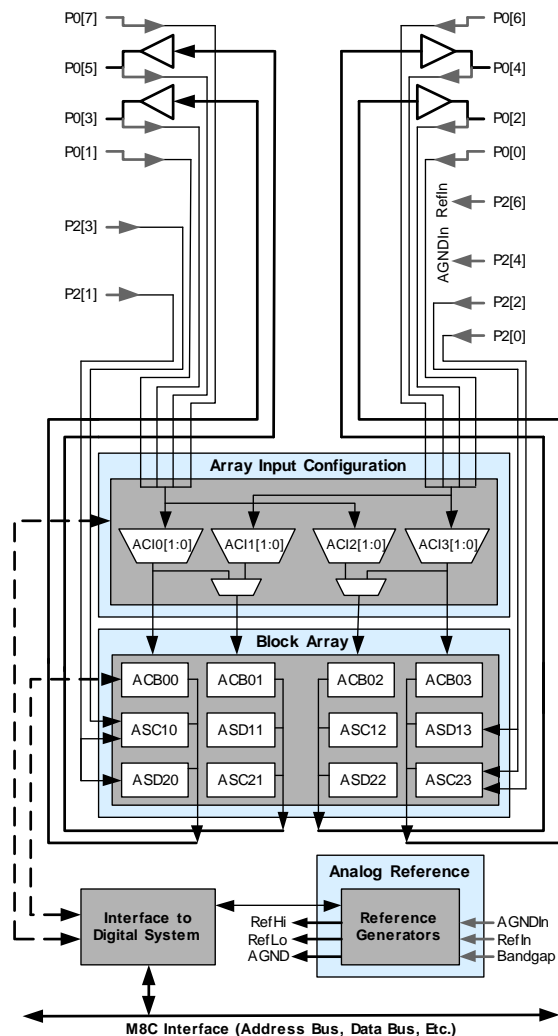 P0[7] P0[6]
P0[5] P0[4]
P0[3] P0[2]
P0[1] P0[0]
P2[6]
RefIn
AGNDIn
P2[3]
P2[4]
P2[1] P2[2]
P2[0]
Array Input Configuration
ACI0[1:0] ACI1[1:0] ACI2[1:0] ACI3[1:0]
Block Array
ACB00 ACB01 ACB02 ACB03
ASC10 ASD11 ASC12 ASD13
ASD20 ASC21 ASD22 ASC23
Analog Reference
Interface to
Digital System
RefHi
RefLo
AGND
Reference
Generators
AGNDIn
RefIn
Bandgap
M8C Interface (Address Bus, Data Bus, Etc.)